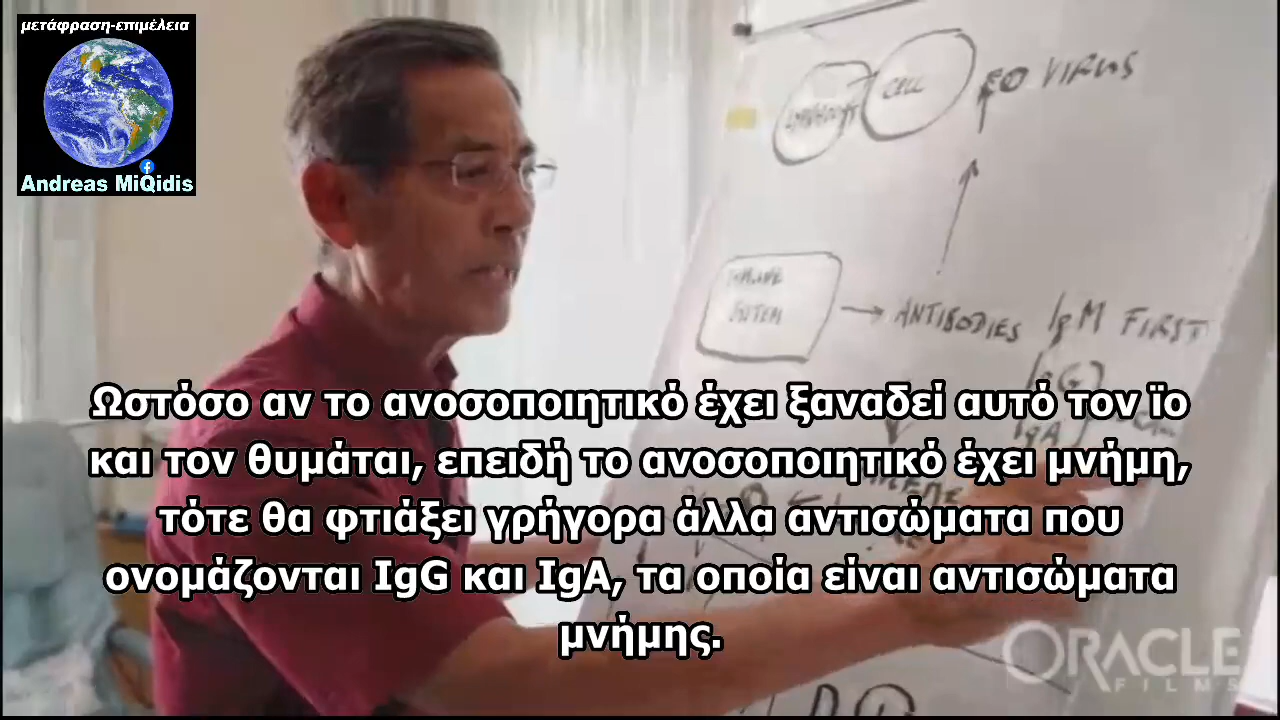 μετάφραση-επιμέλεια
Andreas MiQidis
CELL
VIRUS
ANTIBODIES IgM FIRST
IgG
IgA
Ωστόσο αν το ανοσοποιητικό έχει ξαναδεί αυτό τον ϊο
και τον θυμάται, επειδή το ανοσοποιητικό έχει μνήμη,
τότε θα φτιάξει γρήγορα άλλα αντισώματα που
ονομάζονται IgG και IgA, τα οποία είναι αντισώματα
μνήμης.
ORACLE
FILMS